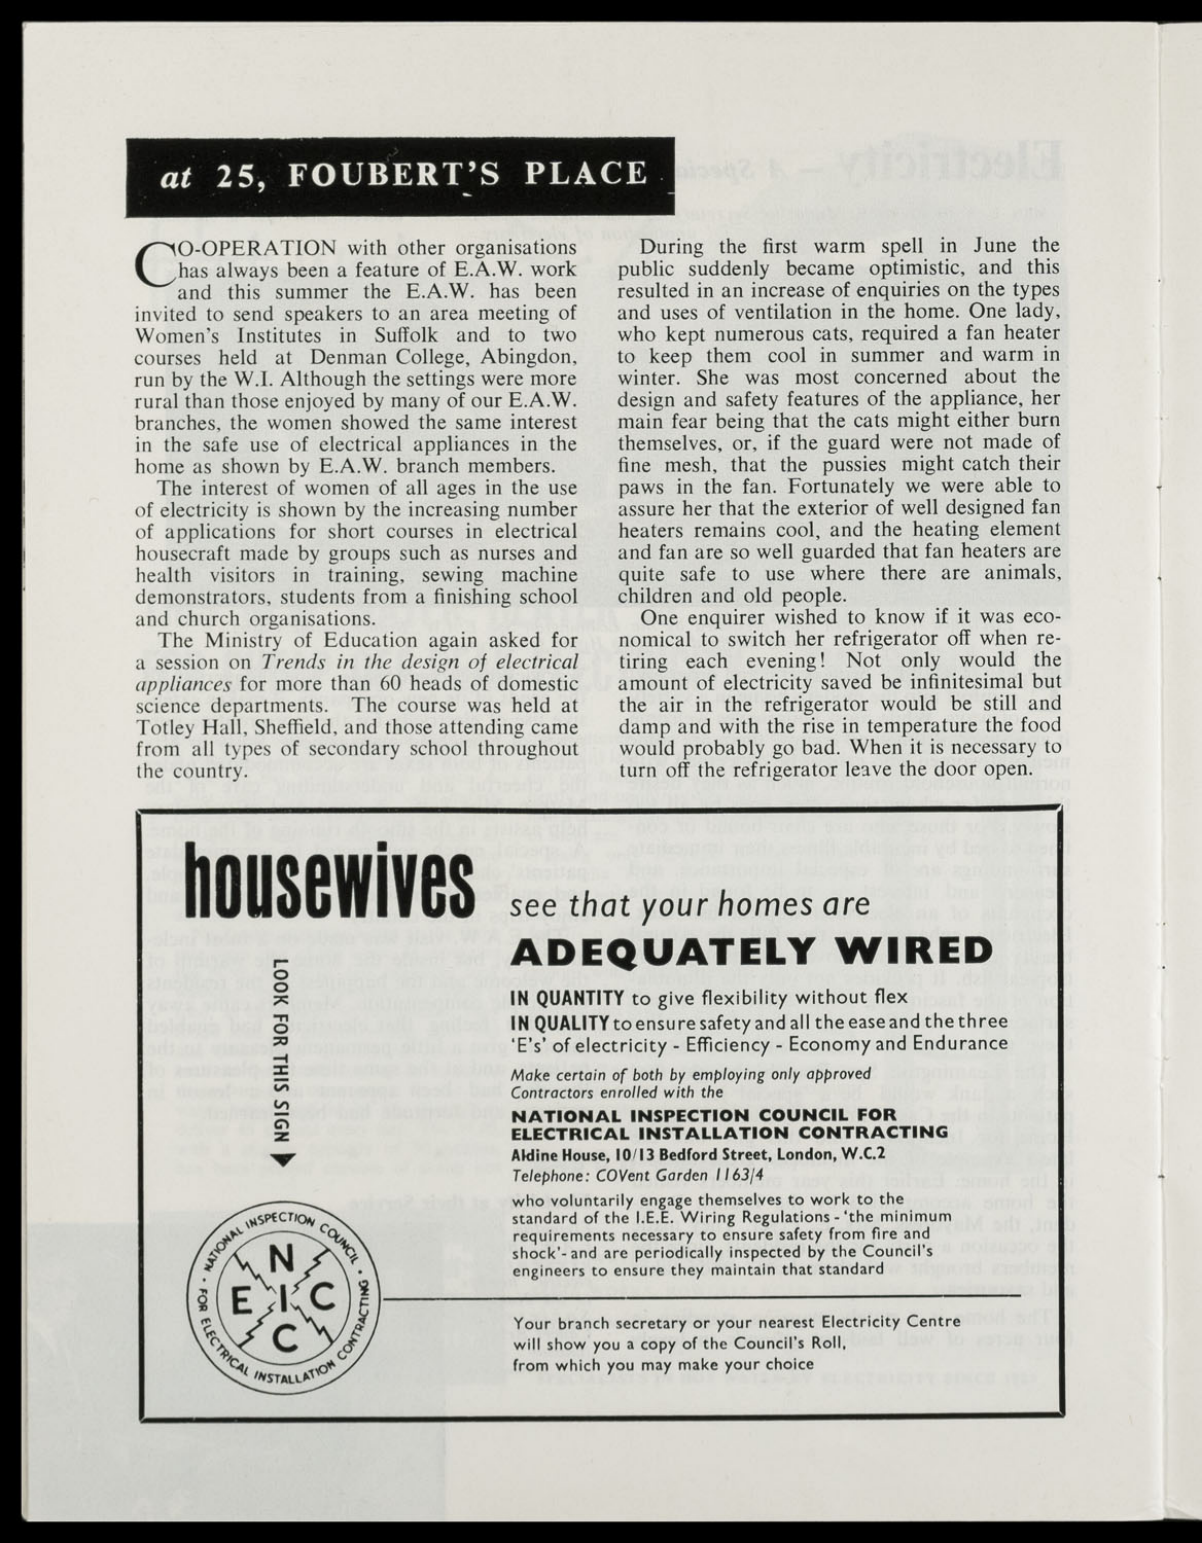 at 25, FOUBERT'S PLACE
CO-OPERATION with other organisations
has always been a feature of E.A.W. work
and this summer the E.A.W. has been
invited to send speakers to an area meeting of
Women's Institutes in Suffolk and to two
courses held at Denman College, Abingdon,
run by the W.I. Although the settings were more
rural than those enjoyed by many of our E.A.W.
branches, the women showed the same interest
in the safe use of electrical appliances in the
home as shown by E.A.W. branch members.
The interest of women of all ages in the use
of electricity is shown by the increasing number
of applications for short courses in electrical
housecraft made by groups such as nurses and
health visitors in training, sewing machine
demonstrators, students from a finishing school
and church organisations.
The Ministry of Education again asked for
a session on Trends in the design of electrical
appliances for more than 60 heads of domestic
science departments. The course was held at
Totley Hall, Sheffield, and those attending came
from all types of secondary school throughout
the country.
During the first warm spell in June the
public suddenly became optimistic, and this
resulted in an increase of enquiries on the types
and uses of ventilation in the home. One lady,
who kept numerous cats, required a fan heater
to keep them cool in summer and warm in
winter. She was most concerned about the
design and safety features of the appliance, her
main fear being that the cats might either burn
themselves, or, if the guard were not made of
fine mesh, that the pussies might catch their
paws in the fan. Fortunately we were able to
assure her that the exterior of well designed fan
heaters remains cool, and the heating element
and fan are so well guarded that fan heaters are
quite safe to use where there are animals,
children and old people.
One enquirer wished to know if it was eco-
nomical to switch her refrigerator off when re-
tiring each evening! Not only would the
amount of electricity saved be infinitesimal but
the air in the refrigerator would be still and
damp and with the rise in temperature the food
would probably go bad. When it is necessary to
turn off the refrigerator leave the door open.
housewives
see that your homes are
ADEQUATELY WIRED
LOOK FOR THIS SIGN
IN QUANTITY to give flexibility without flex
IN QUALITY to ensure safety and all the ease and the three
'E's' of electricity - Efficiency - Economy and Endurance
Make certain of both by employing only approved
Contractors enrolled with the
NATIONAL INSPECTION COUNCIL FOR
ELECTRICAL INSTALLATION CONTRACTING
Aldine House, 10/13 Bedford Street, London, W.C.2
Telephone: COVent Garden 1163/4
who voluntarily engage themselves to work to the
standard of the I.E.E. Wiring Regulations - 'the minimum
requirements necessary to ensure safety from fire and
shock'- and are periodically inspected by the Council's
engineers to ensure they maintain that standard
NATIONAL INSPECTION COUNCIL · FOR ELECTRICAL INSTALLATION CONTRACTING ·
N
E I C
C
Your branch secretary or your nearest Electricity Centre
will show you a copy of the Council's Roll,
from which you may make your choice